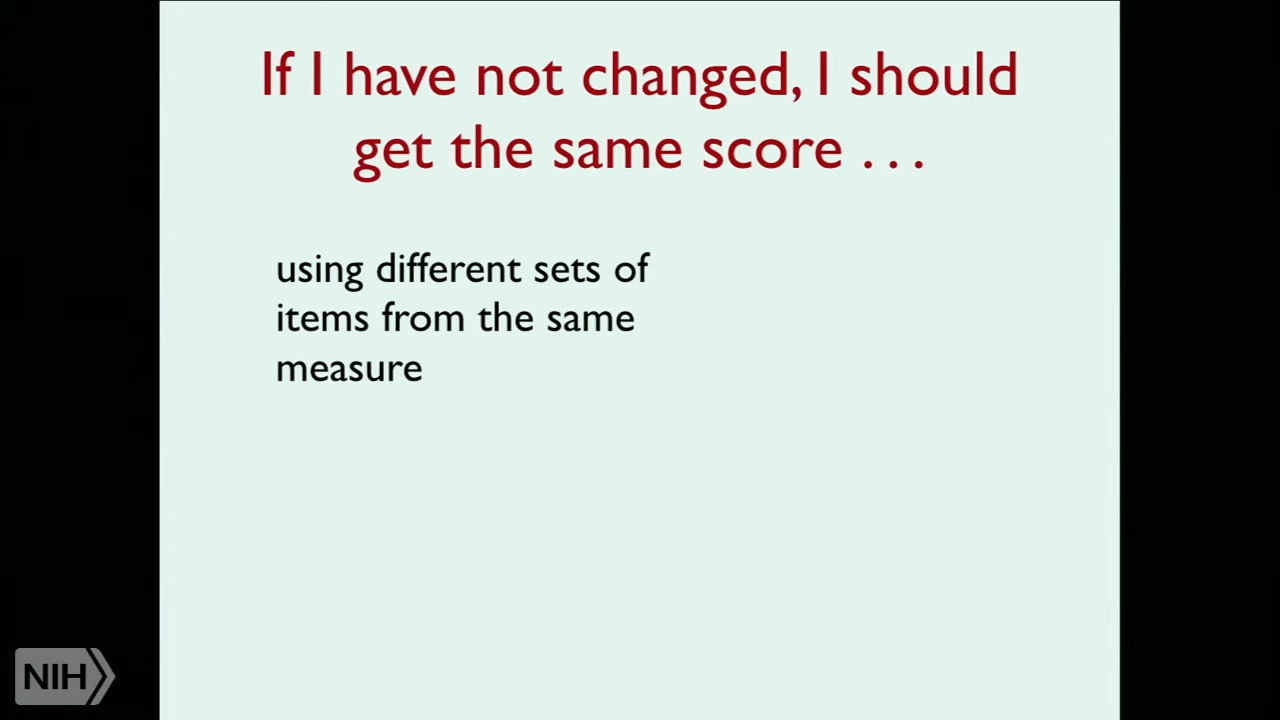 If I have not changed, I should
get the same score . . .
using different sets of
items from the same
measure
NIH